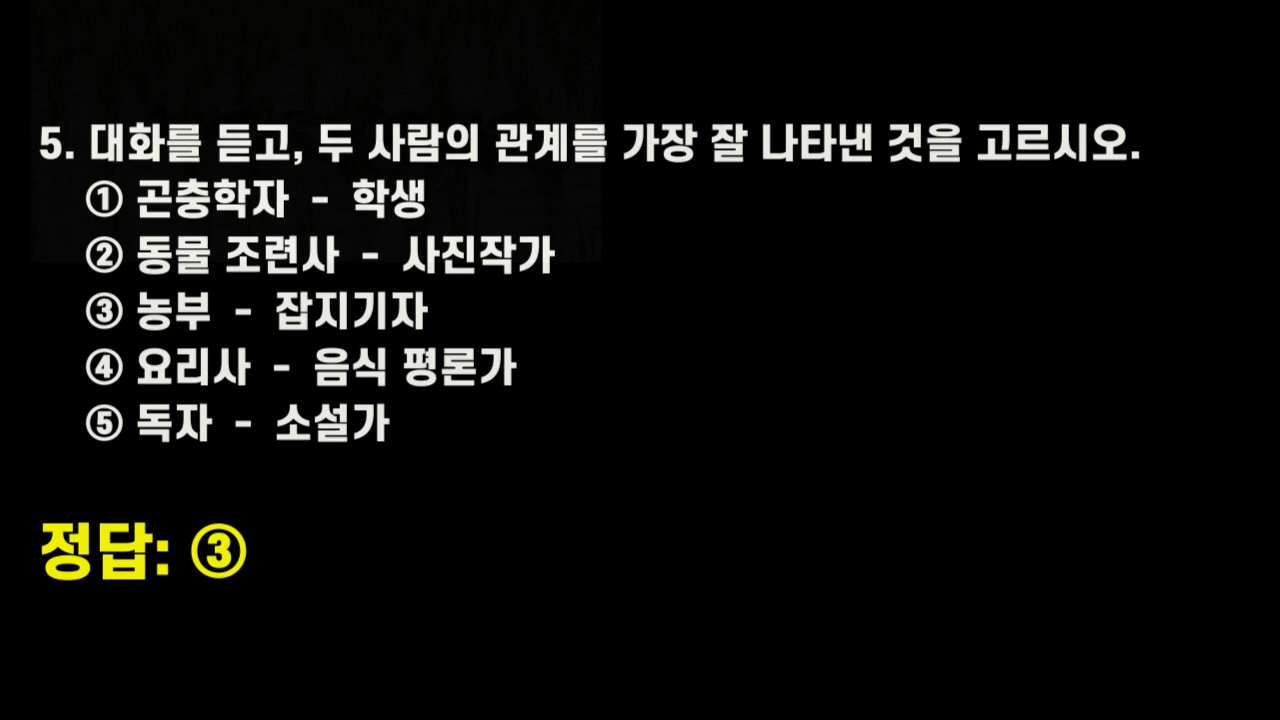 5. 대화를 듣고, 두 사람의 관계를 가장 잘 나타낸 것을 고르시오.
① 곤충학자 - 학생
② 동물 조련사 - 사진작가
③ 농부 - 잡지기자
④ 요리사 - 음식 평론가
⑤ 독자 - 소설가
정답: ③